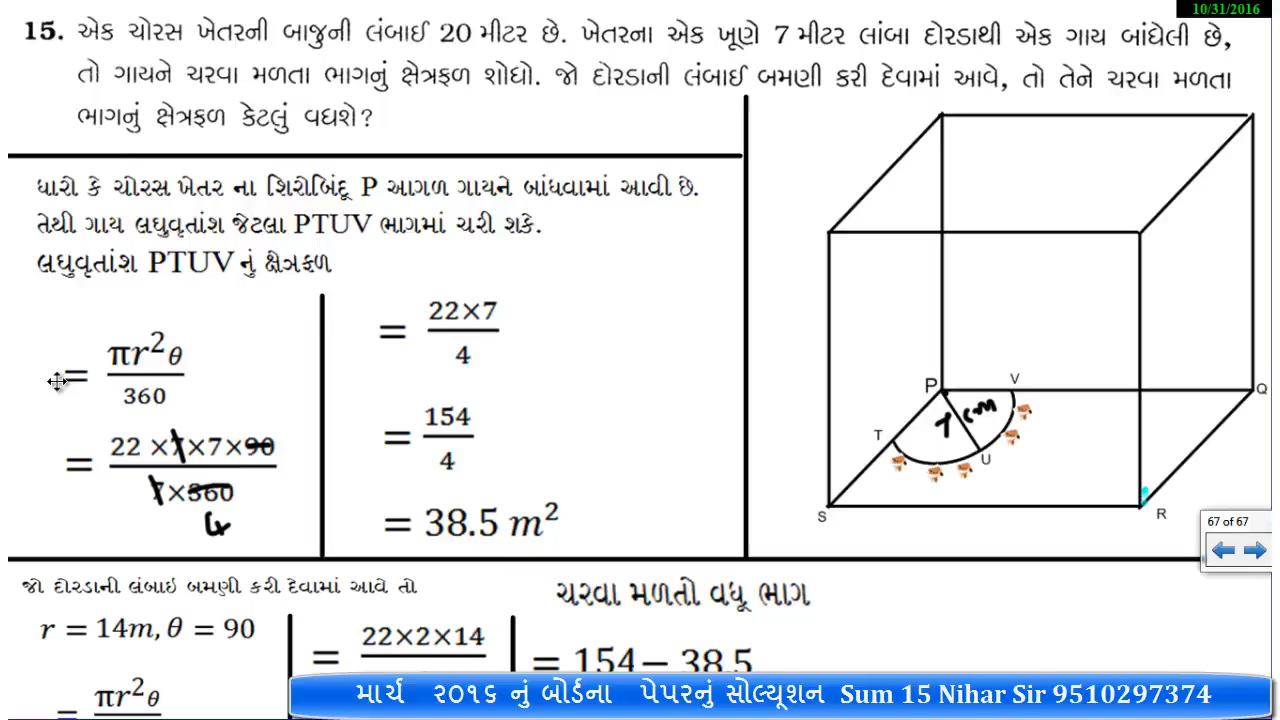 10/31/2016
15. એક ચોરસ ખેતરની બાજુની લંબાઈ 20 મીટર છે. ખેતરના એક ખૂણે 7 મીટર લાંબા દોરડાથી એક ગાય બાંધેલી છે,
તો ગાયને ચરવા મળતા ભાગનું ક્ષેત્રફળ શોધો. જો દોરડાની લંબાઈ બમણી કરી દેવામાં આવે, તો તેને ચરવા મળતા
ભાગનું ક્ષેત્રફળ કેટલું વધશે?
ધારો કે ચોરસ ખેતર ના શિરોબિંદૂ P આગળ ગાયને બાંધવામાં આવી છે.
તેથી ગાય લઘુવૃતાંશ જેટલા PTUV ભાગમાં ચરી શકે.
લઘુવૃતાંશ PTUV નું ક્ષેત્રફળ
= πr²θ / 360
= 22 ×7×7×90 / 7×360
4
= 22×7 / 4
= 154 / 4
= 38.5 m²
P
V
Q
7 cm
T
U
S
R
67 of 67
જો દોરડાની લંબાઇ બમણી કરી દેવામાં આવે તો
r = 14m, θ = 90
= πr²θ
= 22×2×14
ચરવા મળતો વધૂ ભાગ
= 154− 38.5
માર્ચ ૨૦૧૬ નું બોર્ડના પેપરનું સોલ્યૂશન Sum 15 Nihar Sir 9510297374